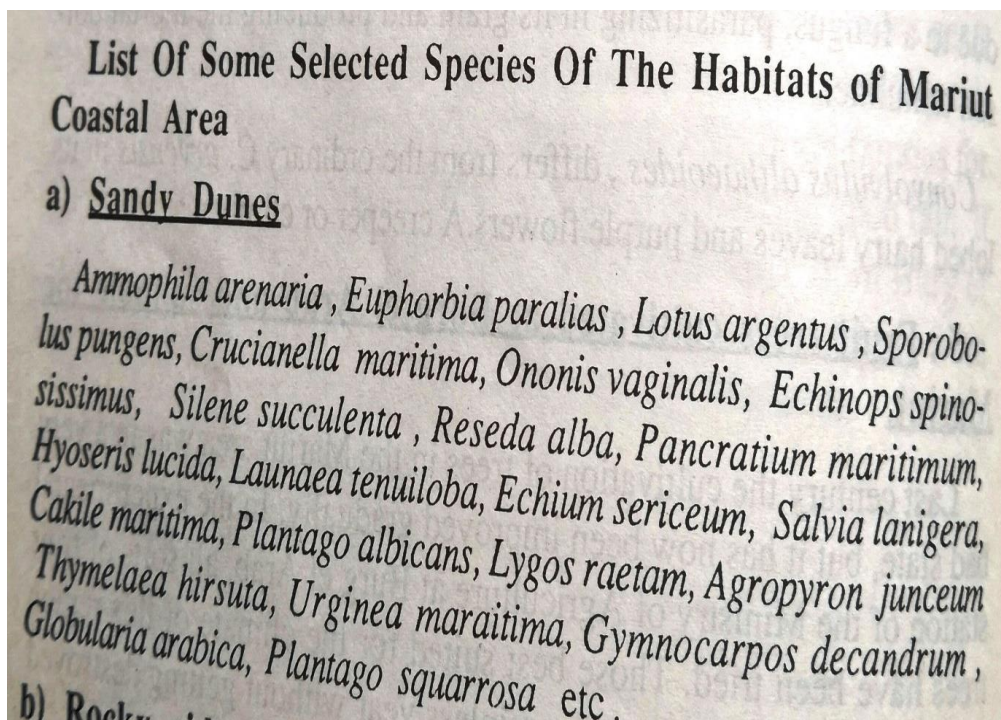 List Of Some Selected Species Of The Habitats of Mariut
Coastal Area
a) Sandy Dunes
Ammophila arenaria , Euphorbia paralias , Lotus argentus , Sporobo-
lus pungens, Crucianella maritima, Ononis vaginalis, Echinops spino-
sissimus, Silene succulenta , Reseda alba, Pancratium maritimum,
Hyoseris lucida, Launaea tenuiloba, Echium sericeum, Salvia lanigera,
Cakile maritima, Plantago albicans, Lygos raetam, Agropyron junceum
Thymelaea hirsuta, Urginea maraitima, Gymnocarpos decandrum ,
Globularia arabica, Plantago squarrosa etc .
b)